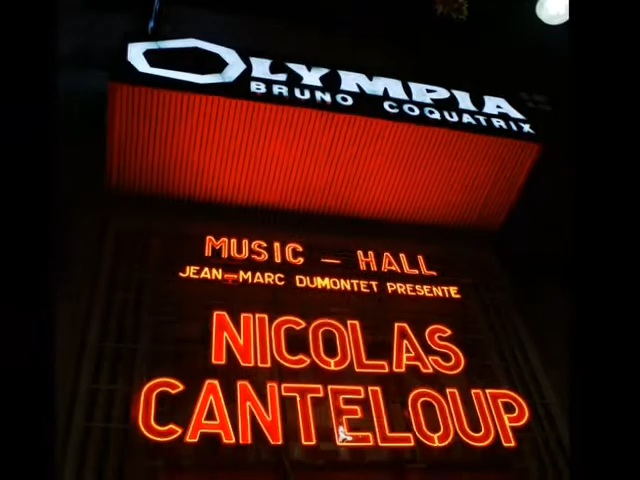 OLYMPIA
BRUNO COQUATRIX
MUSIC - HALL
JEAN-MARC DUMONTET PRESENTE
NICOLAS
CANTELOUP